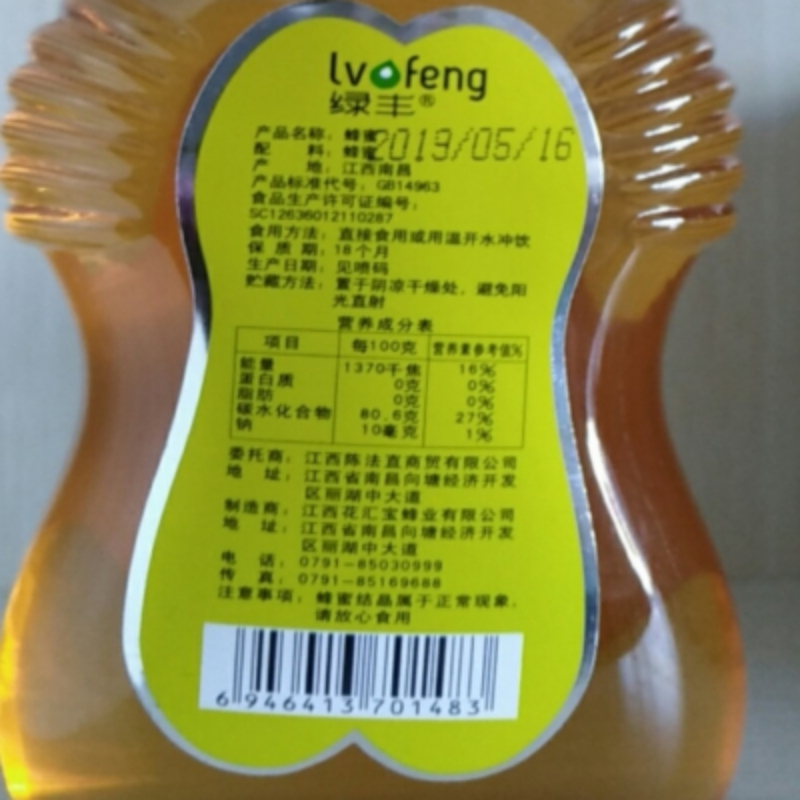 lvfeng
绿丰®
产品名称：蜂蜜
2019/05/16
配 料：蜂蜜
产 地：江西南昌
产品标准代号：GB14963
食品生产许可证编号：
SC12636012110287
食用方法：直接食用或用温开水冲饮
保 质 期：18个月
生产日期：见喷码
贮藏方法：置于阴凉干燥处，避免阳
光直射
营养成分表
项目 每100克 营养素参考值%
能量 1370千焦 16%
蛋白质 0克 0%
脂肪 0克 0%
碳水化合物 80.6克 27%
钠 10毫克 1%
委托商：江西陈法直商贸有限公司
地 址：江西省南昌向塘经济开发
区丽湖中大道
制造商：江西花汇宝蜂业有限公司
地 址：江西省南昌向塘经济开发
区丽湖中大道
电 话：0791-85030999
传 真：0791-85169688
注意事项：蜂蜜结晶属于正常现象，
请放心食用
6 946413 701483